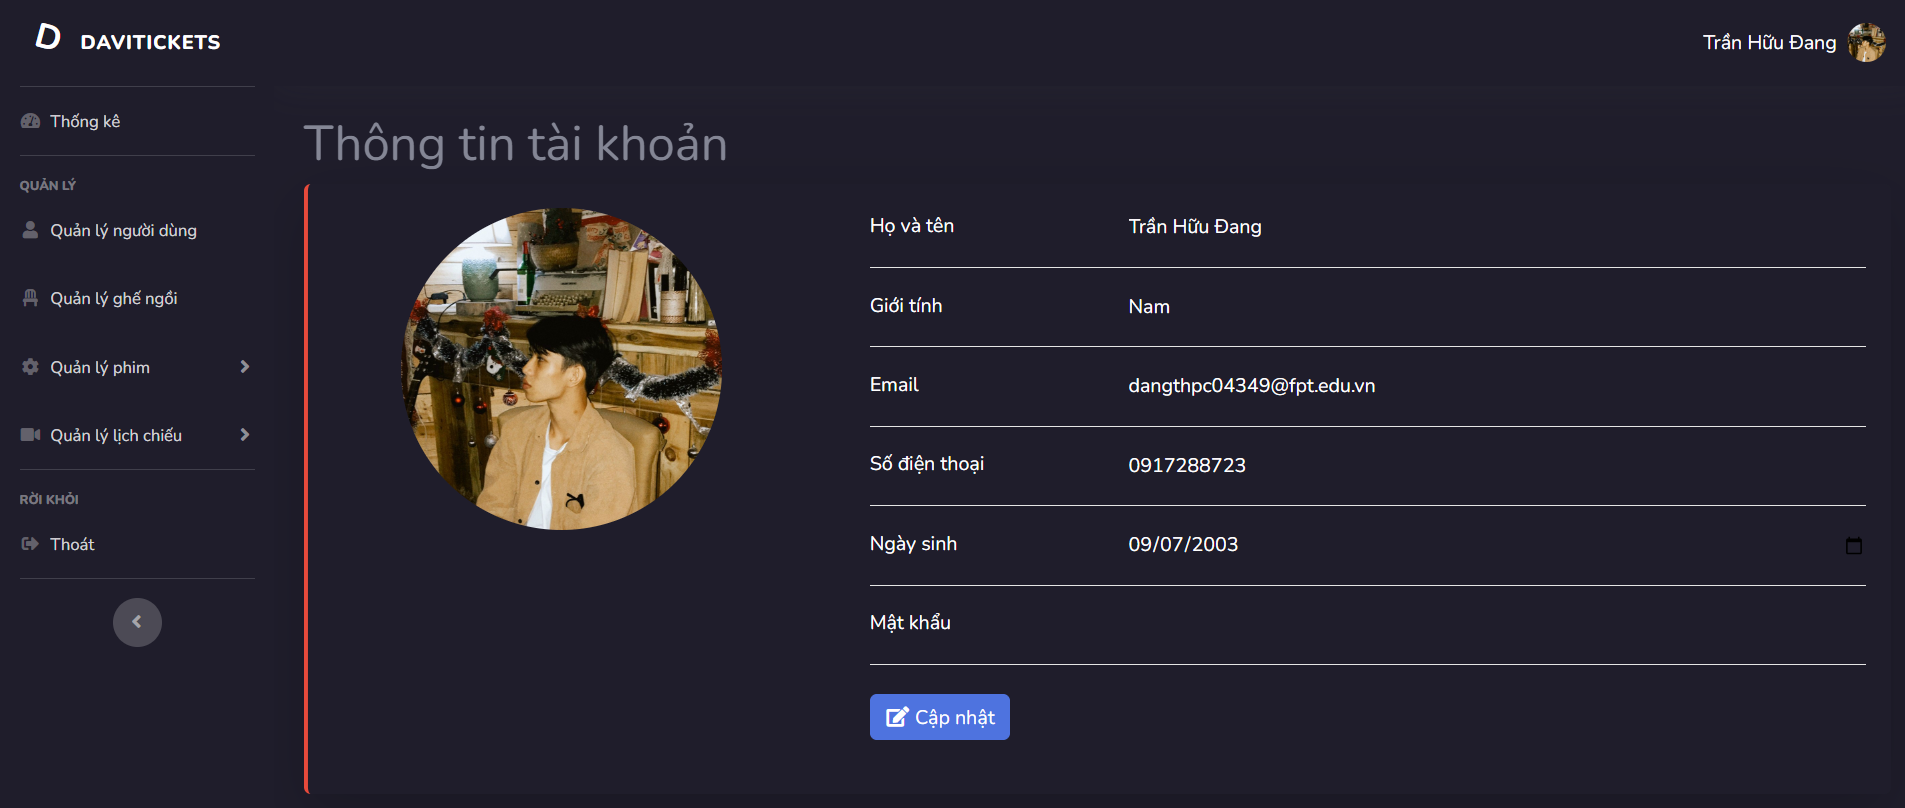 D DAVITICKETS
Trần Hữu Đang
Thống kê
QUẢN LÝ
Quản lý người dùng
Quản lý ghế ngồi
Quản lý phim
Quản lý lịch chiếu
RỜI KHỎI
Thoát
Thông tin tài khoản
Họ và tên Trần Hữu Đang
Giới tính Nam
Email dangthpc04349@fpt.edu.vn
Số điện thoại 0917288723
Ngày sinh 09/07/2003
Mật khẩu
Cập nhật